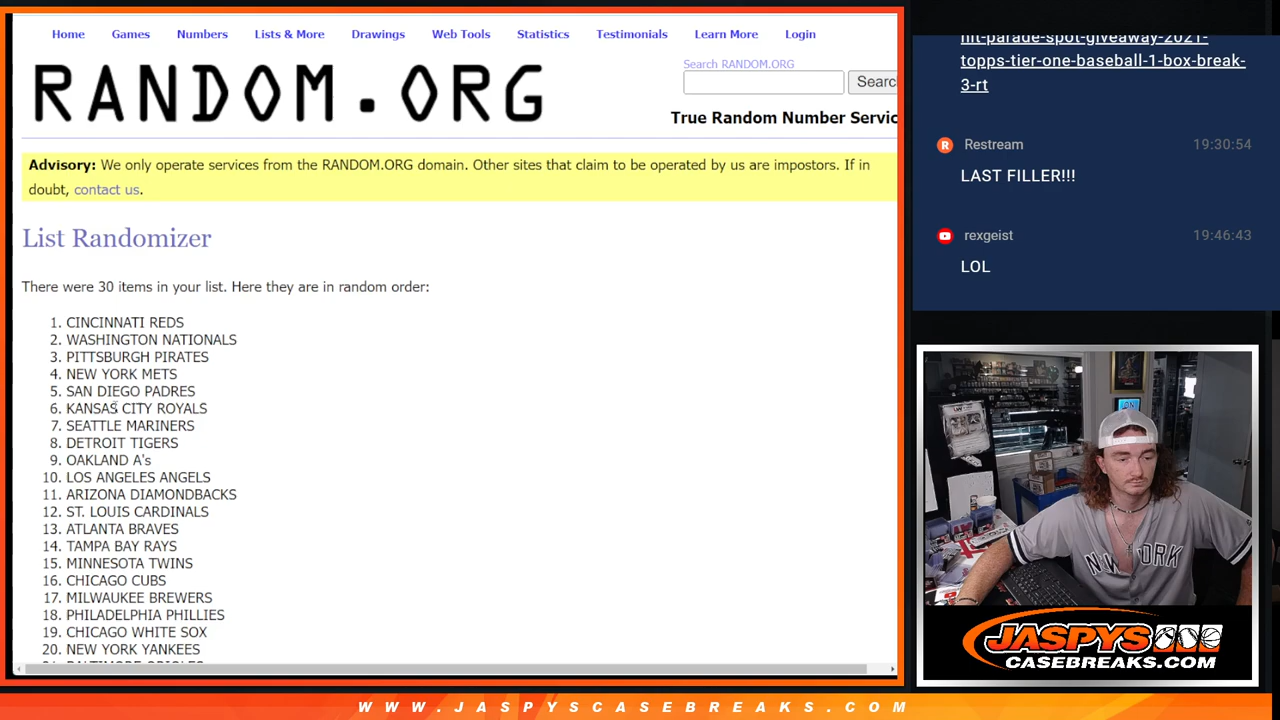 Home Games Numbers Lists & More Drawings Web Tools Statistics Testimonials Learn More Login
RANDOM.ORG
Search RANDOM.ORG
Searc
True Random Number Servic
Advisory: We only operate services from the RANDOM.ORG domain. Other sites that claim to be operated by us are impostors. If in
doubt, contact us.
List Randomizer
There were 30 items in your list. Here they are in random order:
1. CINCINNATI REDS
2. WASHINGTON NATIONALS
3. PITTSBURGH PIRATES
4. NEW YORK METS
5. SAN DIEGO PADRES
6. KANSAS CITY ROYALS
7. SEATTLE MARINERS
8. DETROIT TIGERS
9. OAKLAND A's
10. LOS ANGELES ANGELS
11. ARIZONA DIAMONDBACKS
12. ST. LOUIS CARDINALS
13. ATLANTA BRAVES
14. TAMPA BAY RAYS
15. MINNESOTA TWINS
16. CHICAGO CUBS
17. MILWAUKEE BREWERS
18. PHILADELPHIA PHILLIES
19. CHICAGO WHITE SOX
20. NEW YORK YANKEES
hit-parade-spot-giveaway-2021-
topps-tier-one-baseball-1-box-break-
3-rt
Restream 19:30:54
LAST FILLER!!!
rexgeist 19:46:43
LOL
JASPYS
CASEBREAKS.COM
WWW.JASPYSCASEBREAKS.COM